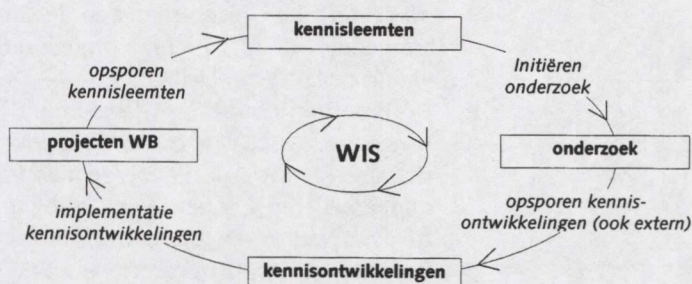 kennisleemten
opsporen
kennisleemten
Initiëren
onderzoek
projecten WB
WIS
onderzoek
implementatie
kennisontwikkelingen
opsporen kennis-
ontwikkelingen (ook extern)
kennisontwikkelingen